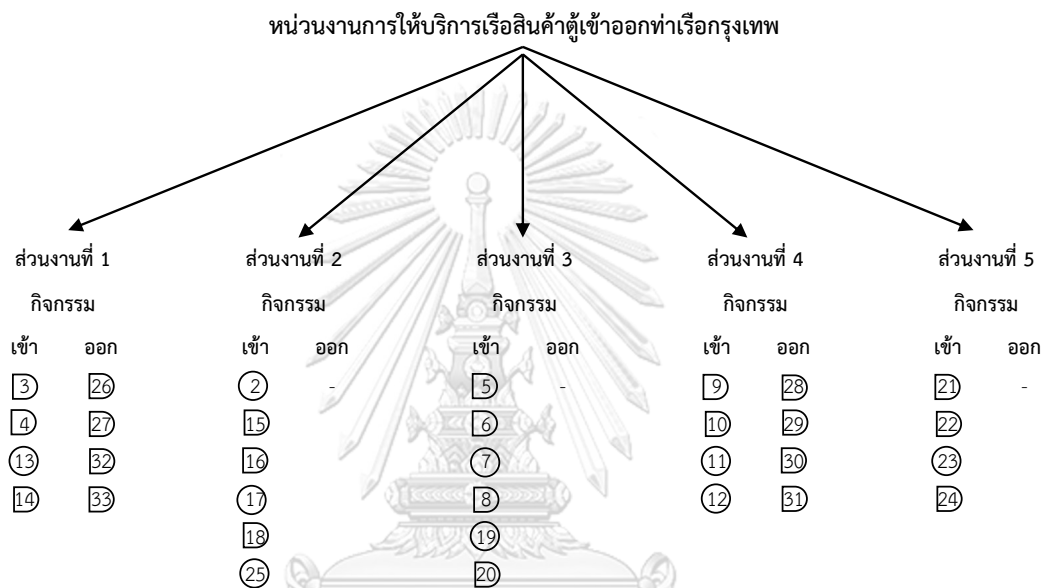 หน่วนงานการให้บริการเรือสินค้าตู้เข้าออกท่าเรือกรุงเทพ
ส่วนงานที่ 1 ส่วนงานที่ 2 ส่วนงานที่ 3 ส่วนงานที่ 4 ส่วนงานที่ 5
กิจกรรม กิจกรรม กิจกรรม กิจกรรม กิจกรรม
เข้า ออก เข้า ออก เข้า ออก เข้า ออก เข้า ออก
3 26 2 - 5 - 9 28 21 -
4 27 15 6 10 29 22
13 32 16 7 11 30 23
14 33 17 8 12 31 24
18 19
25 20